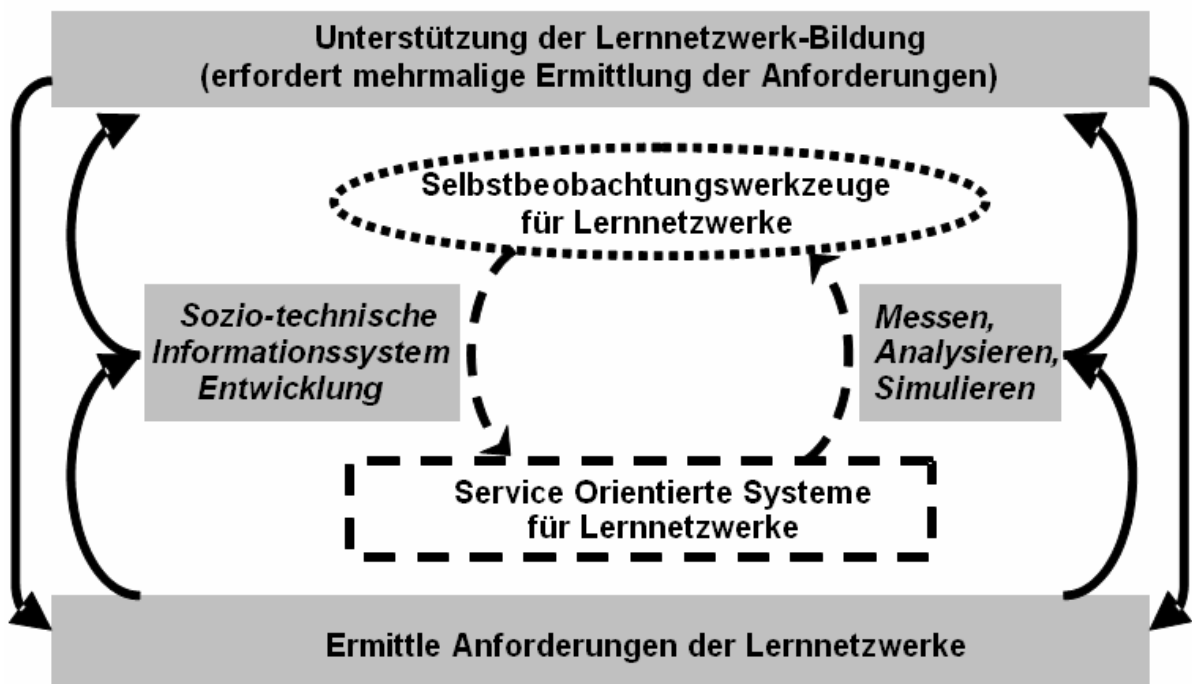 Unterstützung der Lernnetzwerk-Bildung
(erfordert mehrmalige Ermittlung der Anforderungen)
Selbstbeobachtungswerkzeuge
für Lernnetzwerke
Sozio-technische
Informationssystem
Entwicklung
Messen,
Analysieren,
Simulieren
Service Orientierte Systeme
für Lernnetzwerke
Ermittle Anforderungen der Lernnetzwerke